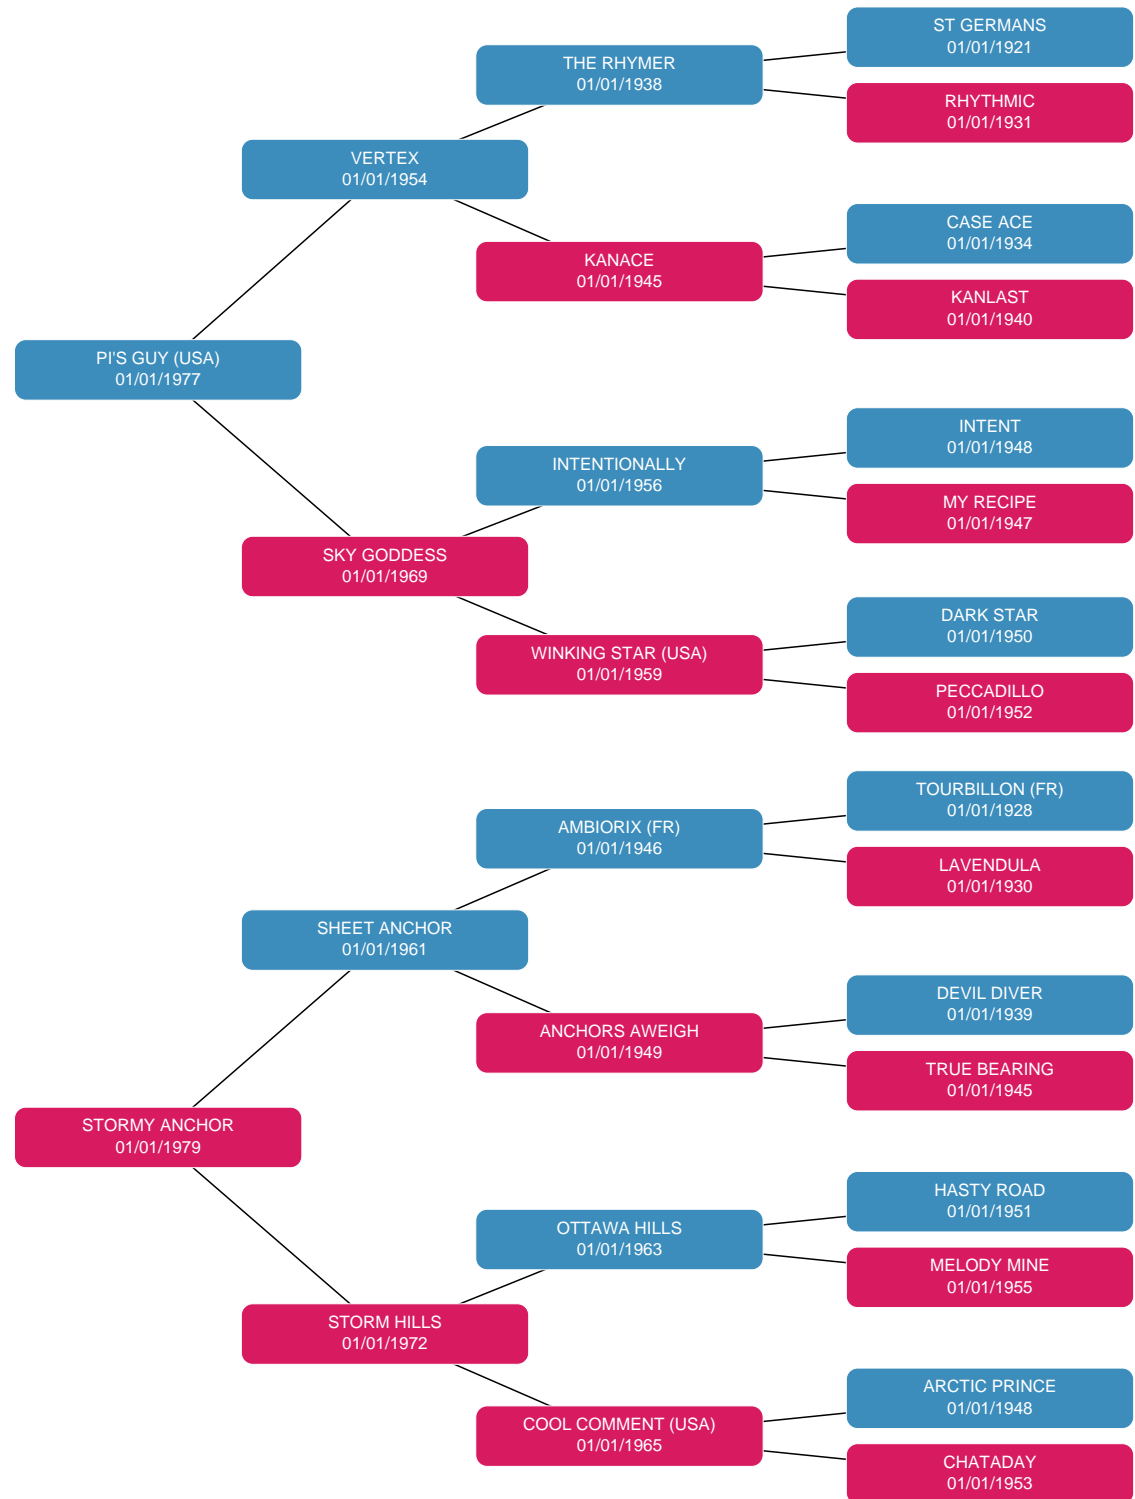 ST GERMANS
01/01/1921
THE RHYMER
01/01/1938
RHYTHMIC
01/01/1931
VERTEX
01/01/1954
CASE ACE
01/01/1934
KANACE
01/01/1945
KANLAST
01/01/1940
PI'S GUY (USA)
01/01/1977
INTENT
01/01/1948
INTENTIONALLY
01/01/1956
MY RECIPE
01/01/1947
SKY GODDESS
01/01/1969
DARK STAR
01/01/1950
WINKING STAR (USA)
01/01/1959
PECCADILLO
01/01/1952
TOURBILLON (FR)
01/01/1928
AMBIORIX (FR)
01/01/1946
LAVENDULA
01/01/1930
SHEET ANCHOR
01/01/1961
DEVIL DIVER
01/01/1939
ANCHORS AWEIGH
01/01/1949
TRUE BEARING
01/01/1945
STORMY ANCHOR
01/01/1979
HASTY ROAD
01/01/1951
OTTAWA HILLS
01/01/1963
MELODY MINE
01/01/1955
STORM HILLS
01/01/1972
ARCTIC PRINCE
01/01/1948
COOL COMMENT (USA)
01/01/1965
CHATADAY
01/01/1953